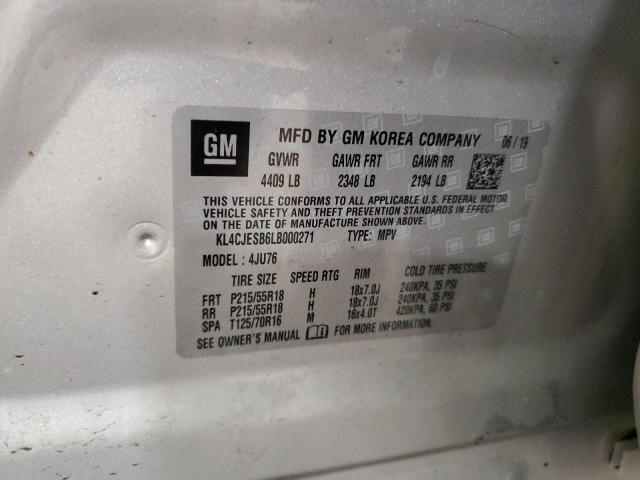 GM
MFD BY GM KOREA COMPANY 06/19
GVWR GAWR FRT GAWR RR
4409 LB 2348 LB 2194 LB
THIS VEHICLE CONFORMS TO ALL APPLICABLE U.S. FEDERAL MOTOR
VEHICLE SAFETY AND THEFT PREVENTION STANDARDS IN EFFECT
ON THE DATE OF MANUFACTURE SHOWN ABOVE.
KL4CJESB6LB000271 TYPE: MPV
MODEL : 4JU76
TIRE SIZE SPEED RTG RIM COLD TIRE PRESSURE
FRT P215/55R18 H 18x7.0J 240KPA, 35 PSI
RR P215/55R18 H 18x7.0J 240KPA, 35 PSI
SPA T125/70R16 M 16x4.0T 420KPA, 60 PSI
SEE OWNER'S MANUAL FOR MORE INFORMATION.